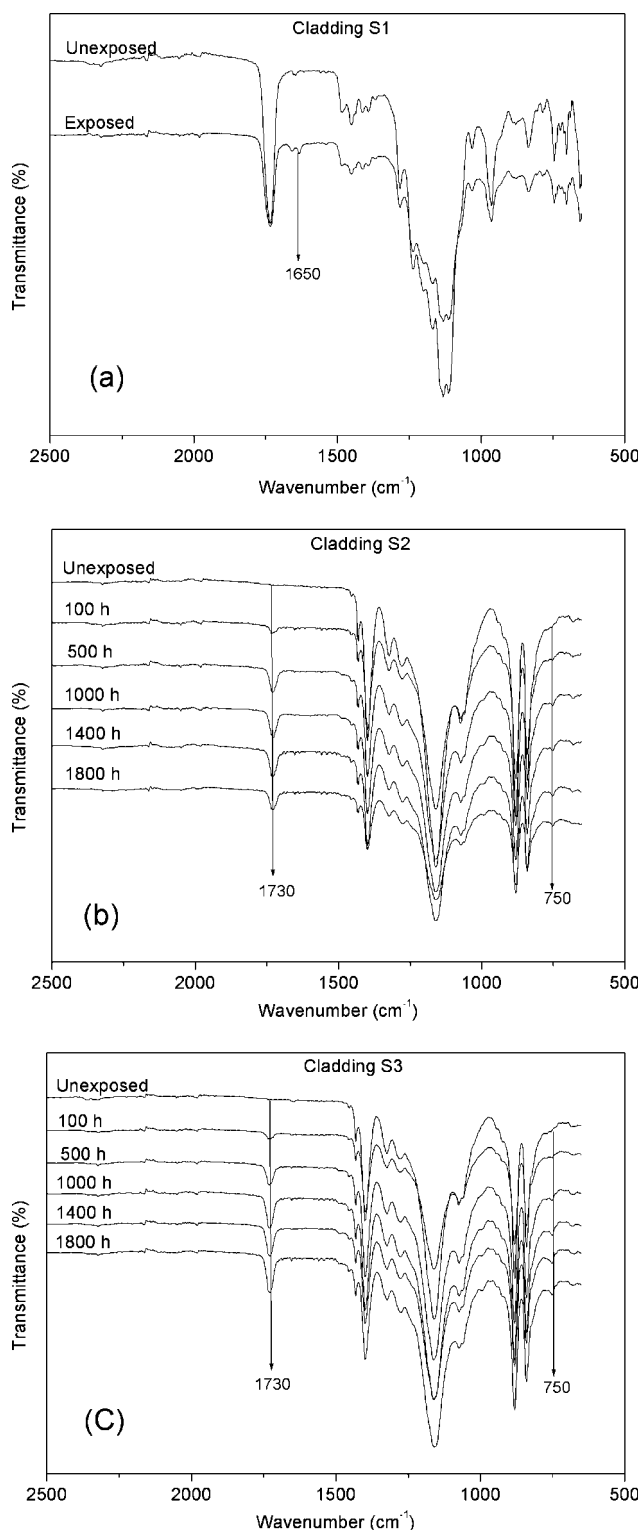 Cladding S1
Unexposed
Exposed
1650
Transmittance (%)
(a)
2500 2000 1500 1000 500
Wavenumber (cm⁻¹)
Cladding S2
Unexposed
100 h
500 h
1000 h
1400 h
1800 h
Transmittance (%)
1730 750
(b)
2500 2000 1500 1000 500
Wavenumber (cm⁻¹)
Cladding S3
Unexposed
100 h
500 h
1000 h
1400 h
1800 h
Transmittance (%)
1730 750
(C)
2500 2000 1500 1000 500
Wavenumber (cm⁻¹)